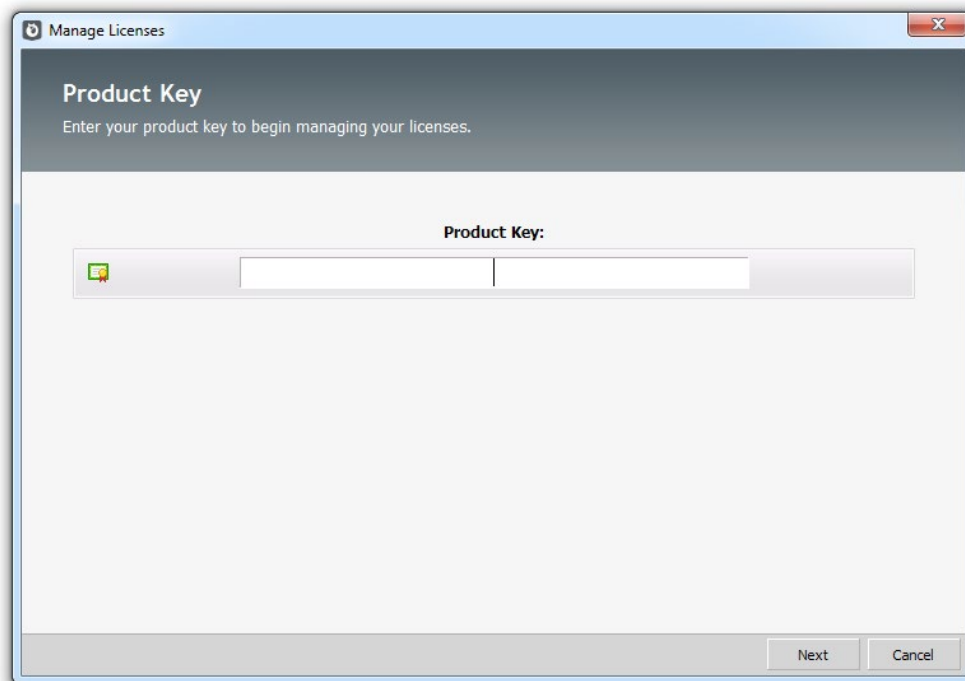 Manage Licenses
Product Key
Enter your product key to begin managing your licenses.
Product Key:
Next Cancel